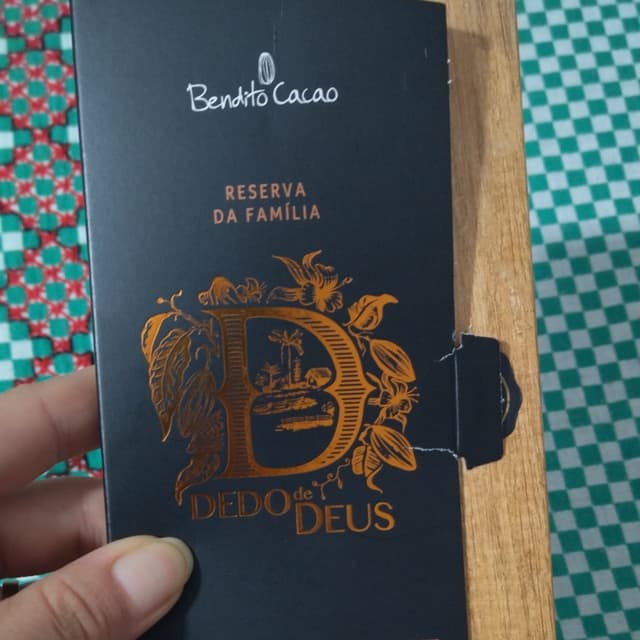 Bendito Cacao
RESERVA
DA FAMÍLIA
D
DEDO de
DEUS